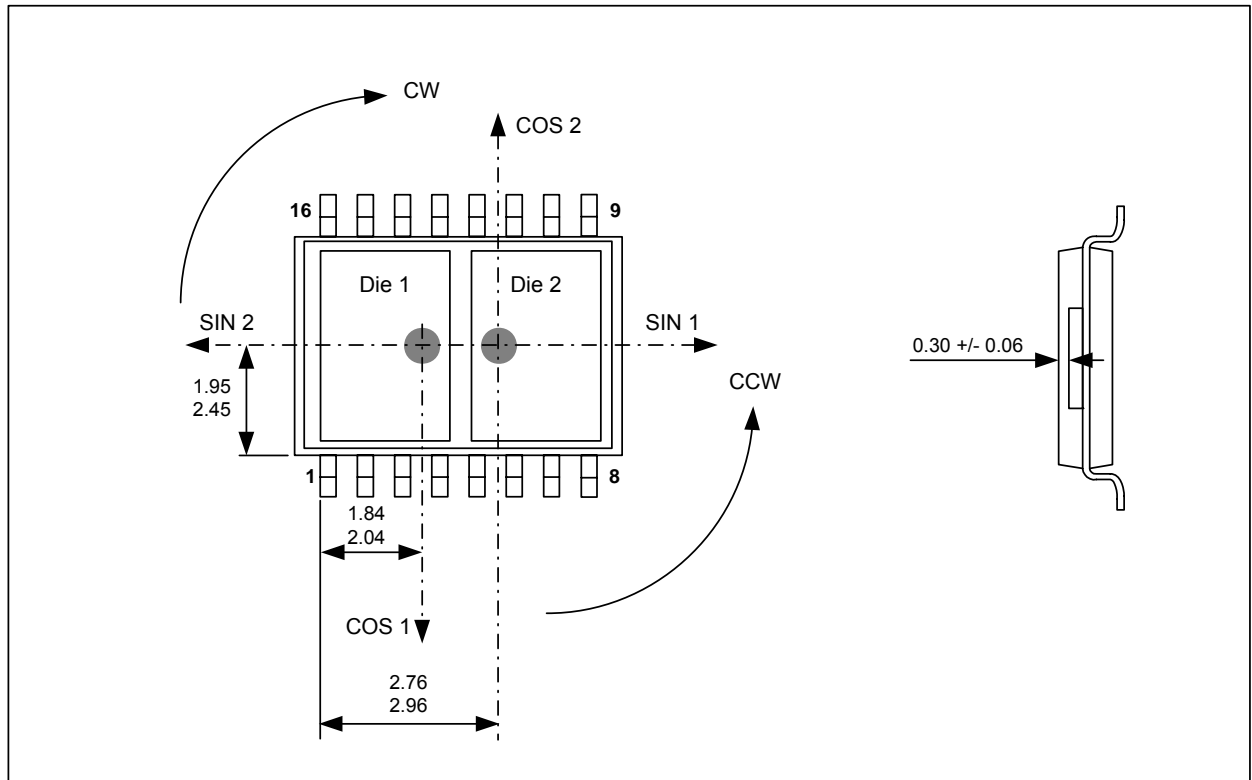 CW
COS 2
16
9
Die 1
Die 2
SIN 2
SIN 1
0.30 +/- 0.06
1.95
2.45
CCW
1
8
1.84
2.04
COS 1
2.76
2.96